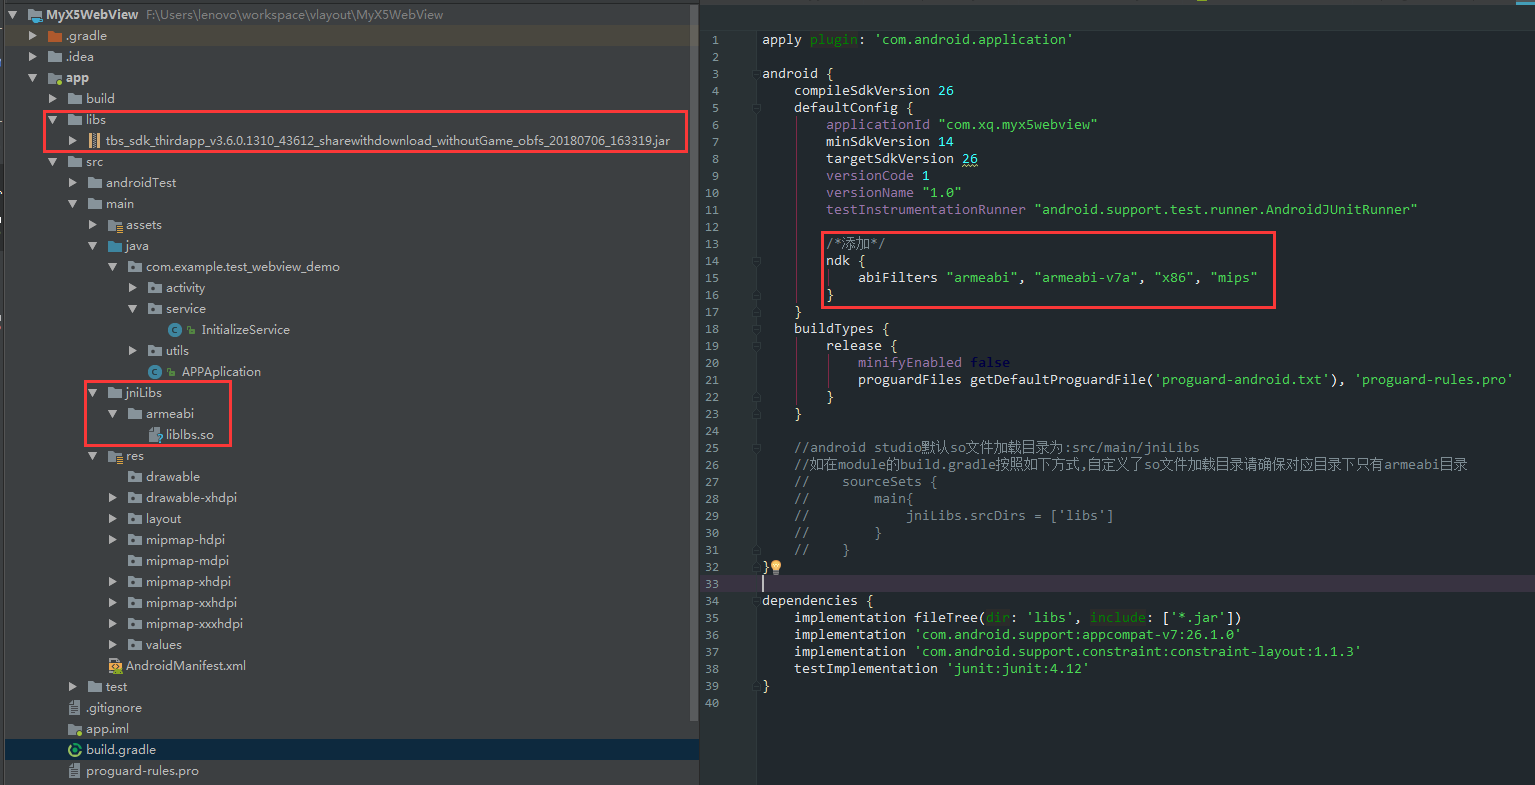 MyX5WebView F:\Users\lenovo\workspace\vlayout\MyX5WebView
.gradle
.idea
app
build
libs
tbs_sdk_thirdapp_v3.6.0.1310_43612_sharewithdownload_withoutGame_obfs_20180706_163319.jar
src
androidTest
main
assets
java
com.example.test_webview_demo
activity
service
InitializeService
utils
APPAplication
jniLibs
armeabi
liblbs.so
res
drawable
drawable-xhdpi
layout
mipmap-hdpi
mipmap-mdpi
mipmap-xhdpi
mipmap-xxhdpi
mipmap-xxxhdpi
values
AndroidManifest.xml
test
.gitignore
app.iml
build.gradle
proguard-rules.pro
1 apply plugin: 'com.android.application'
2
3 android {
4 compileSdkVersion 26
5 defaultConfig {
6 applicationId "com.xq.myx5webview"
7 minSdkVersion 14
8 targetSdkVersion 26
9 versionCode 1
10 versionName "1.0"
11 testInstrumentationRunner "android.support.test.runner.AndroidJUnitRunner"
12
13 /*添加*/
14 ndk {
15 abiFilters "armeabi", "armeabi-v7a", "x86", "mips"
16 }
17 }
18 buildTypes {
19 release {
20 minifyEnabled false
21 proguardFiles getDefaultProguardFile('proguard-android.txt'), 'proguard-rules.pro'
22 }
23 }
24
25 //android studio默认so文件加载目录为:src/main/jniLibs
26 //如在module的build.gradle按照如下方式,自定义了so文件加载目录请确保对应目录下只有armeabi目录
27 // sourceSets {
28 // main{
29 // jniLibs.srcDirs = ['libs']
30 // }
31 // }
32 }
33
34 dependencies {
35 implementation fileTree(dir: 'libs', include: ['*.jar'])
36 implementation 'com.android.support:appcompat-v7:26.1.0'
37 implementation 'com.android.support.constraint:constraint-layout:1.1.3'
38 testImplementation 'junit:junit:4.12'
39 }
40